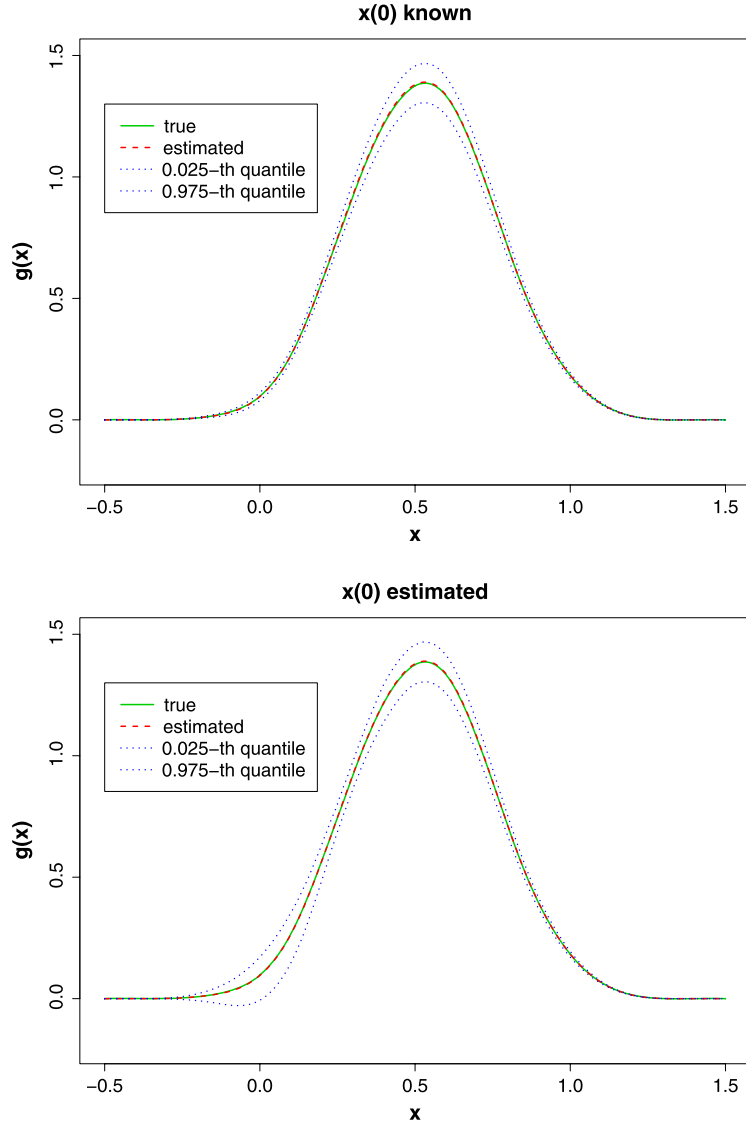 x(0) known
1.5
1.0
0.5
0.0
g(x)
true
estimated
0.025−th quantile
0.975−th quantile
−0.5 0.0 0.5 1.0 1.5
x
x(0) estimated
1.5
1.0
0.5
0.0
g(x)
true
estimated
0.025−th quantile
0.975−th quantile
−0.5 0.0 0.5 1.0 1.5
x